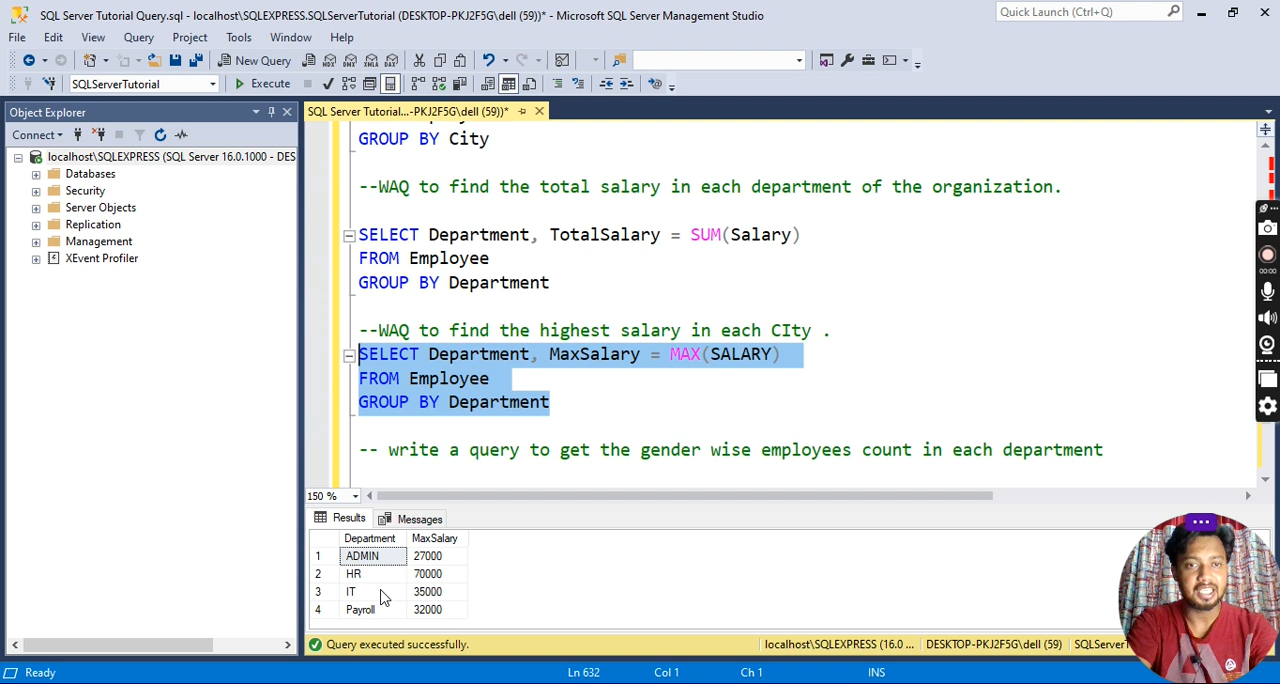 SQL Server Tutorial Query.sql - localhost\SQLEXPRESS.SQLServerTutorial (DESKTOP-PKJ2F5G\dell (59))* - Microsoft SQL Server Management Studio
Quick Launch (Ctrl+Q)
File Edit View Query Project Tools Window Help
New Query
SQLServerTutorial Execute
Object Explorer
SQL Server Tutorial...-PKJ2F5G\dell (59))*
Connect
localhost\SQLEXPRESS (SQL Server 16.0.1000 - DES
Databases
Security
Server Objects
Replication
Management
XEvent Profiler
GROUP BY City
--WAQ to find the total salary in each department of the organization.
SELECT Department, TotalSalary = SUM(Salary)
FROM Employee
GROUP BY Department
--WAQ to find the highest salary in each CIty .
SELECT Department, MaxSalary = MAX(SALARY)
FROM Employee
GROUP BY Department
-- write a query to get the gender wise employees count in each department
150 %
Results Messages
Department MaxSalary
1 ADMIN 27000
2 HR 70000
3 IT 35000
4 Payroll 32000
Query executed successfully.
localhost\SQLEXPRESS (16.0 ... DESKTOP-PKJ2F5G\dell (59) SQLServerT
Ready Ln 632 Col 1 Ch 1 INS
00:00